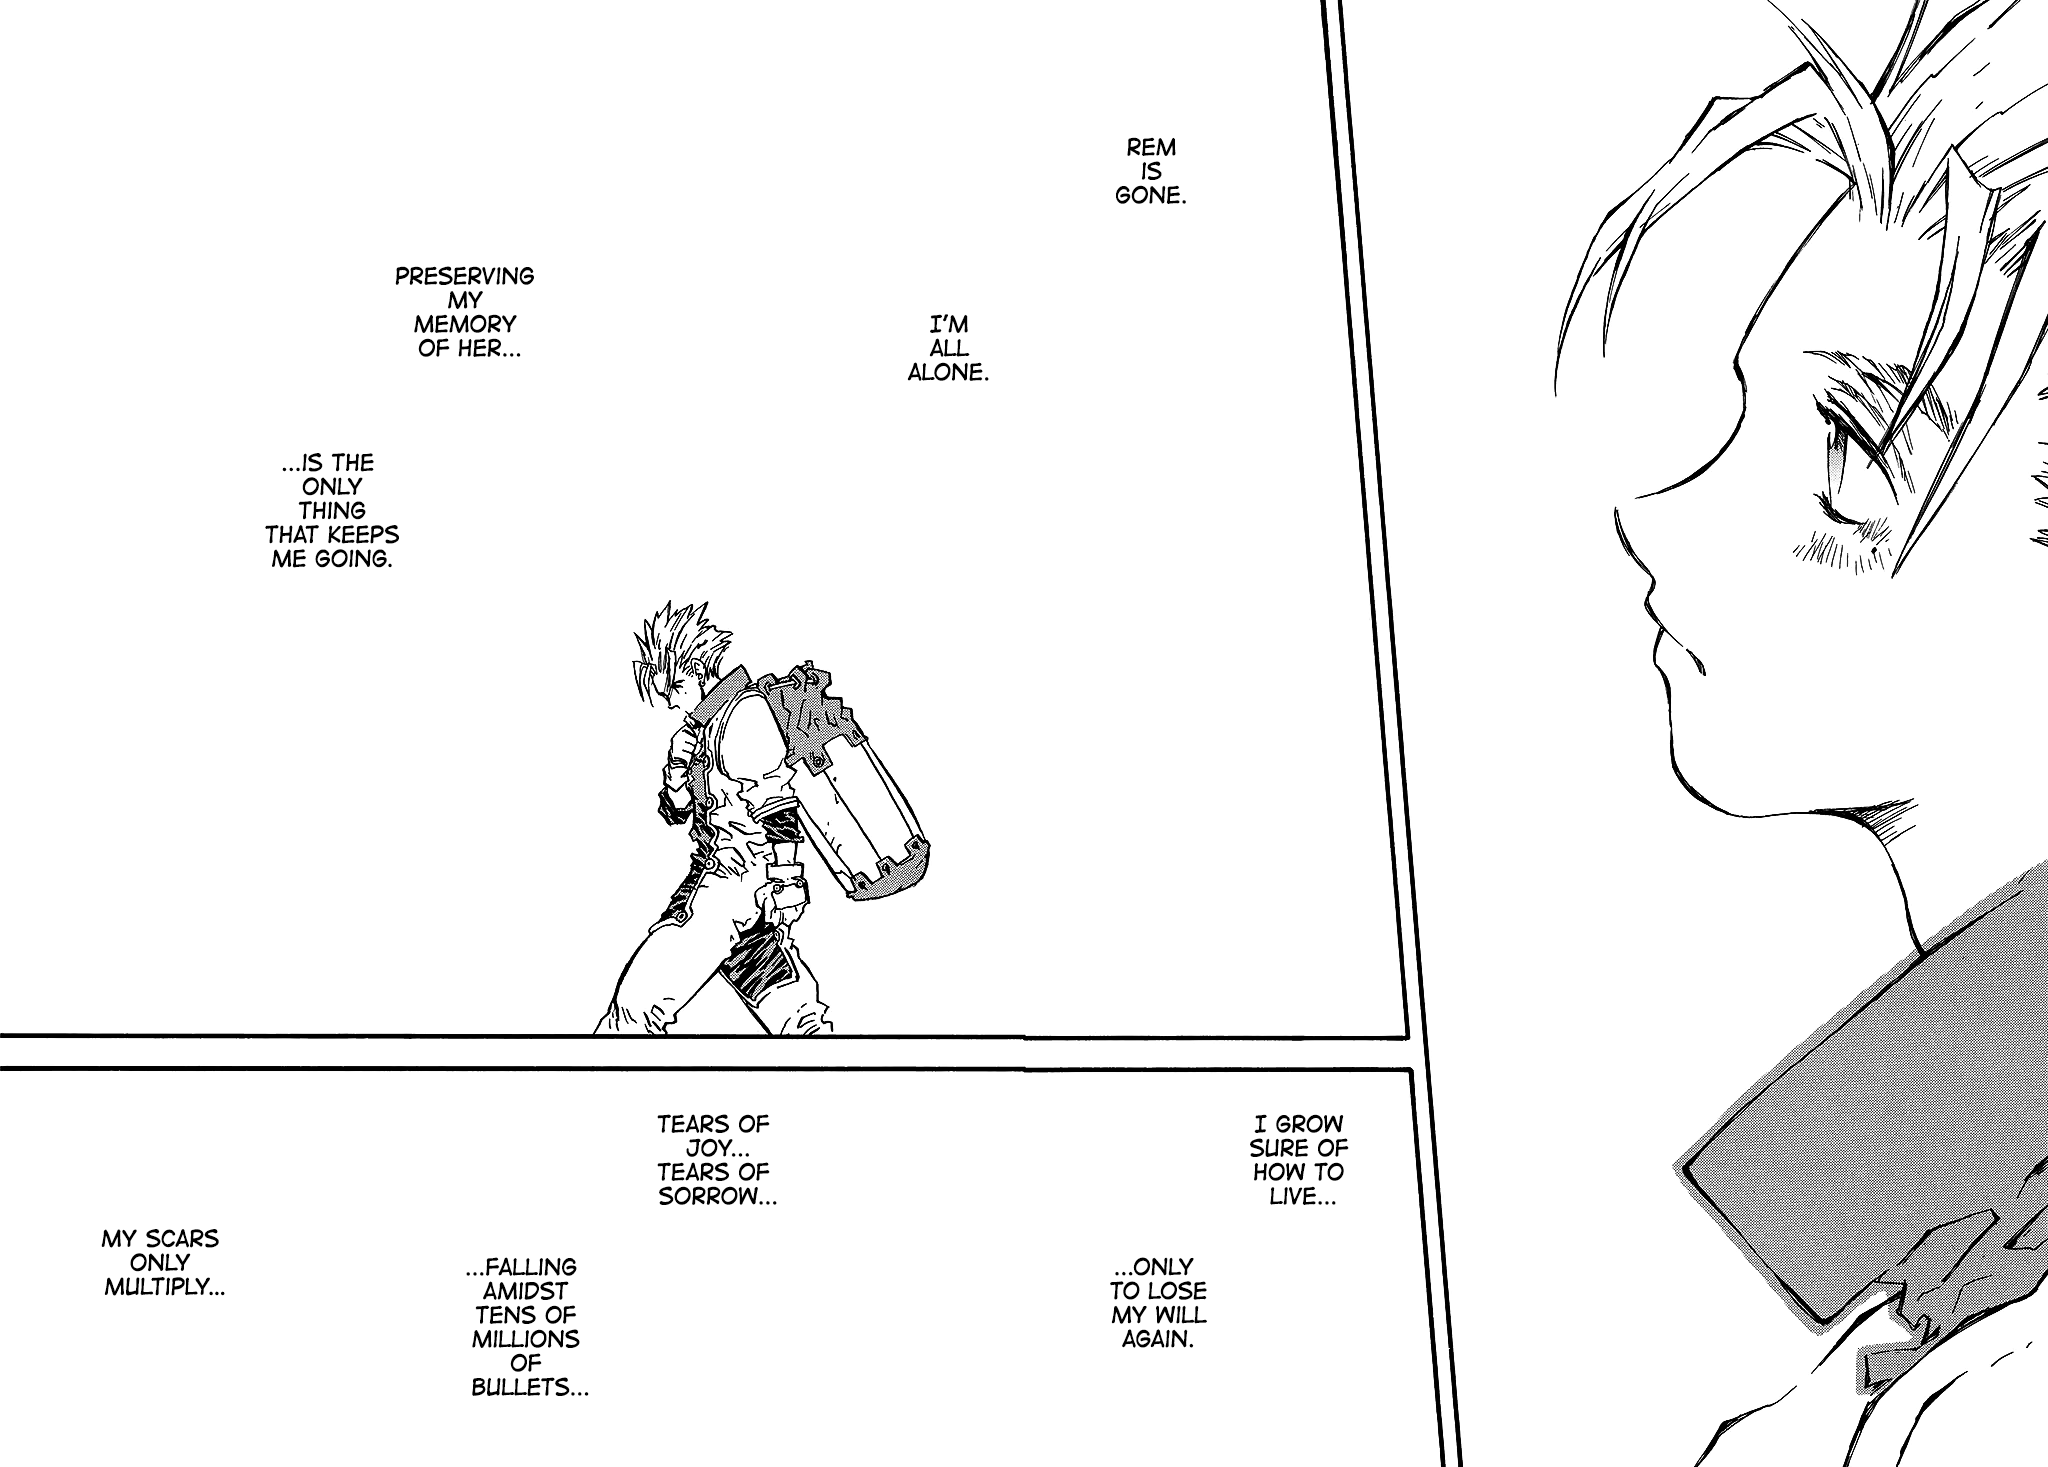 REM
IS
GONE.
I'M
ALL
ALONE.
PRESERVING
MY
MEMORY
OF HER...
...IS THE
ONLY
THING
THAT KEEPS
ME GOING.
I GROW
SURE OF
HOW TO
LIVE...
...ONLY
TO LOSE
MY WILL
AGAIN.
TEARS OF
JOY...
TEARS OF
SORROW...
...FALLING
AMIDST
TENS OF
MILLIONS
OF
BULLETS...
MY SCARS
ONLY
MULTIPLY...